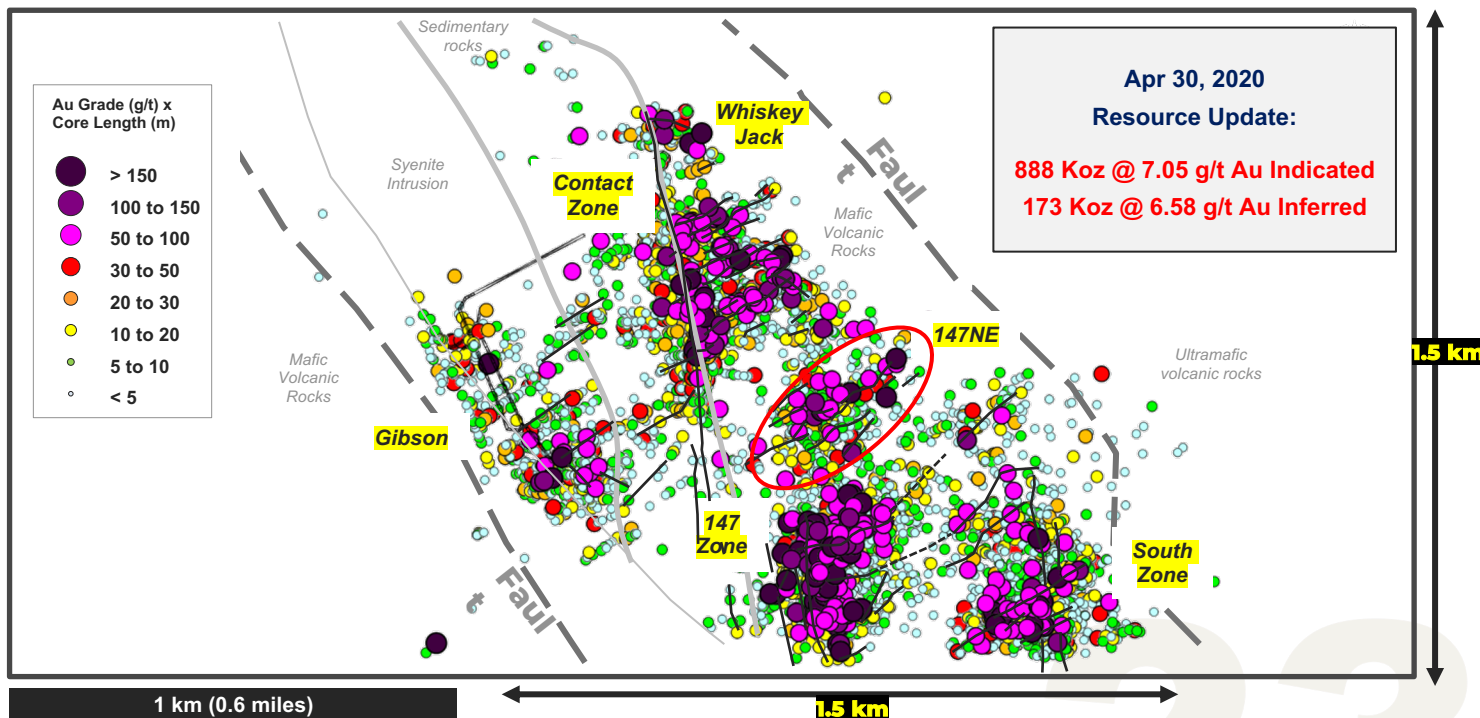 Sedimentary
rocks
Apr 30, 2020
Resource Update:
888 Koz @ 7.05 g/t Au Indicated
173 Koz @ 6.58 g/t Au Inferred
Au Grade (g/t) x
Core Length (m)
> 150
100 to 150
50 to 100
30 to 50
20 to 30
10 to 20
5 to 10
< 5
Whiskey
Jack
Faul
t
Syenite
Intrusion
Contact
Zone
Mafic
Volcanic
Rocks
147NE
Mafic
Volcanic
Rocks
Ultramafic
volcanic rocks
1.5 km
Gibson
147
Zone
South
Zone
Faul
t
1 km (0.6 miles)
1.5 km